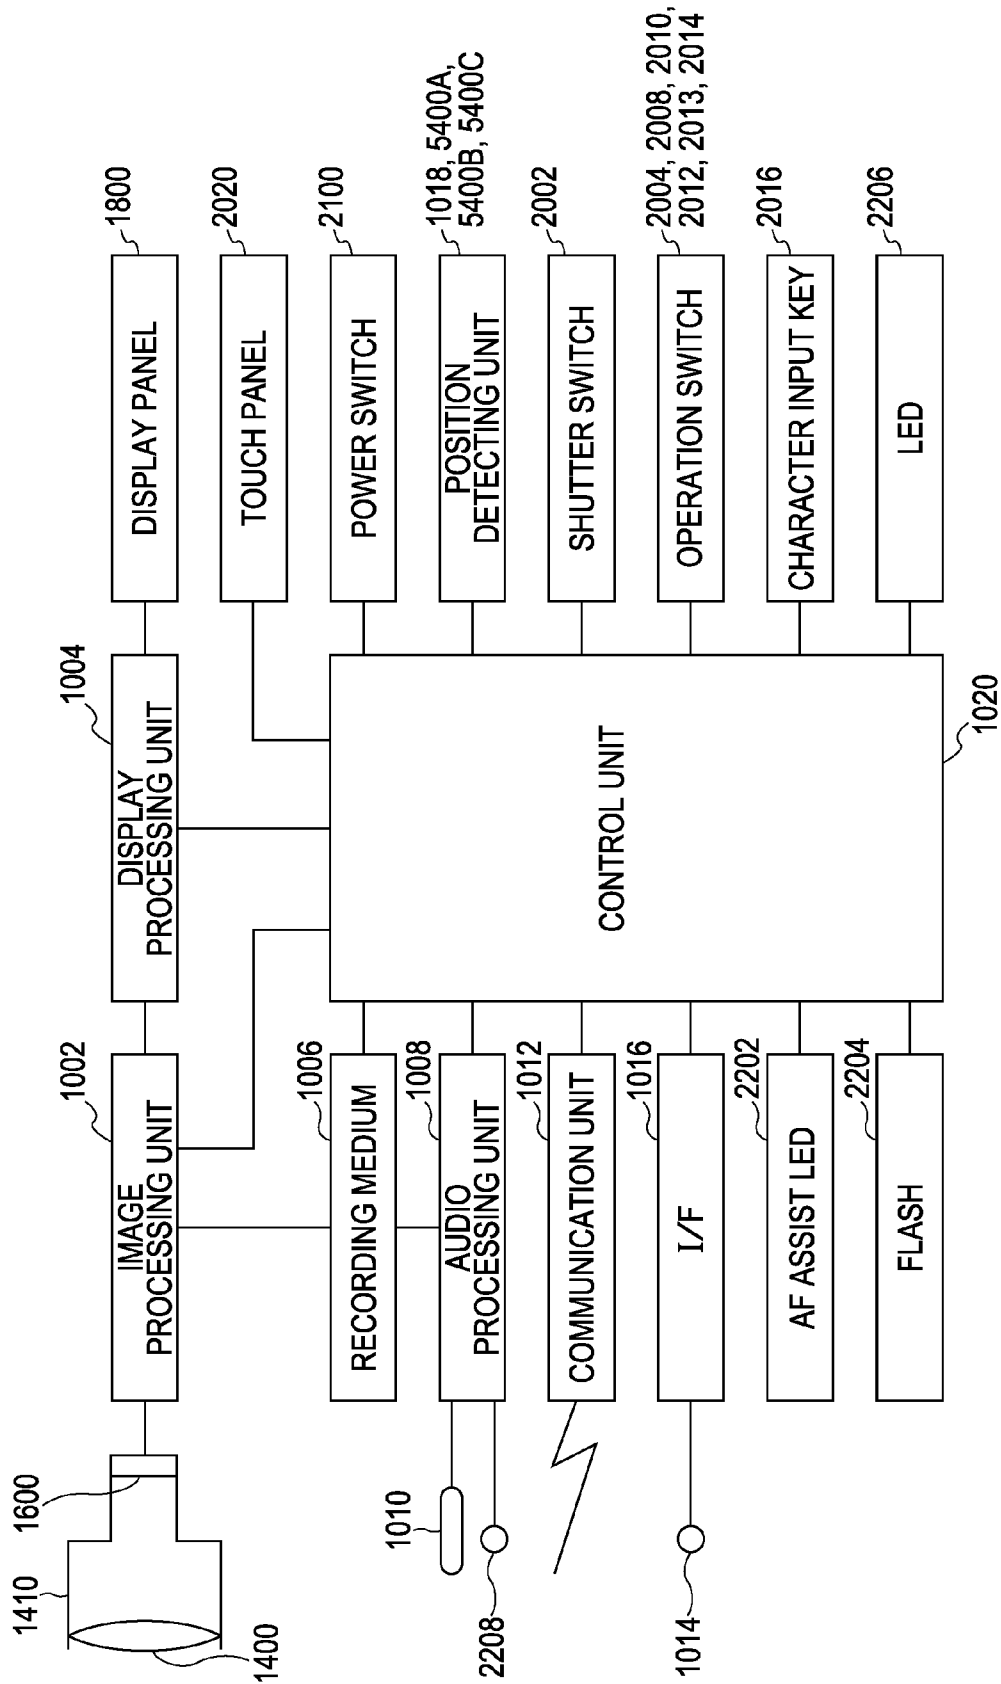 1410
1600
1400
1002
IMAGE
PROCESSING UNIT
1004
DISPLAY
PROCESSING UNIT
1800
DISPLAY PANEL
2020
TOUCH PANEL
1006
RECORDING MEDIUM
2100
POWER SWITCH
1010
2208
1008
AUDIO
PROCESSING UNIT
1018, 5400A,
5400B, 5400C
POSITION
DETECTING UNIT
1012
COMMUNICATION UNIT
CONTROL UNIT
1020
2002
SHUTTER SWITCH
1014
1016
I/F
2004, 2008, 2010,
2012, 2013, 2014
OPERATION SWITCH
2202
AF ASSIST LED
2016
CHARACTER INPUT KEY
2204
FLASH
2206
LED